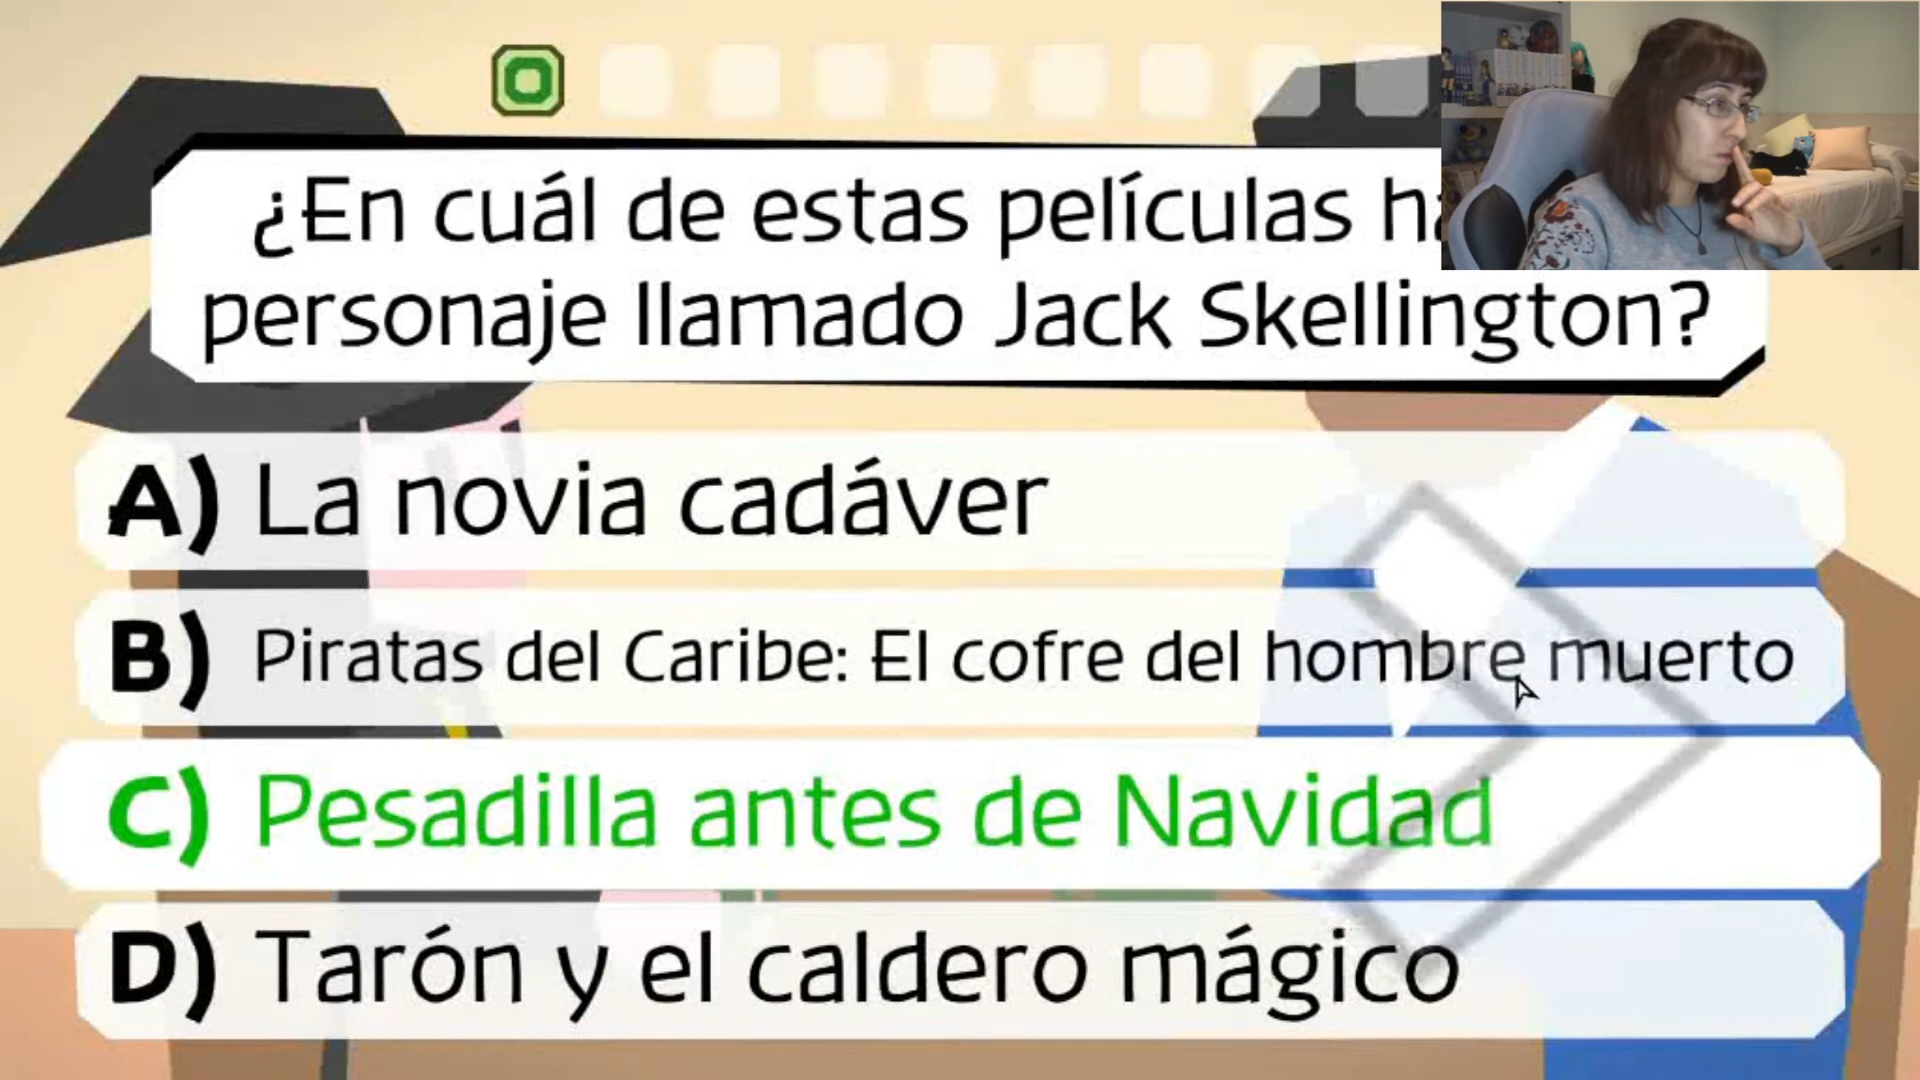 ¿En cuál de estas películas
personaje llamado Jack Skellington?
A) La novia cadáver
B) Piratas del Caribe: El cofre del hombre muerto
C) Pesadilla antes de Navidad
D) Tarón y el caldero mágico